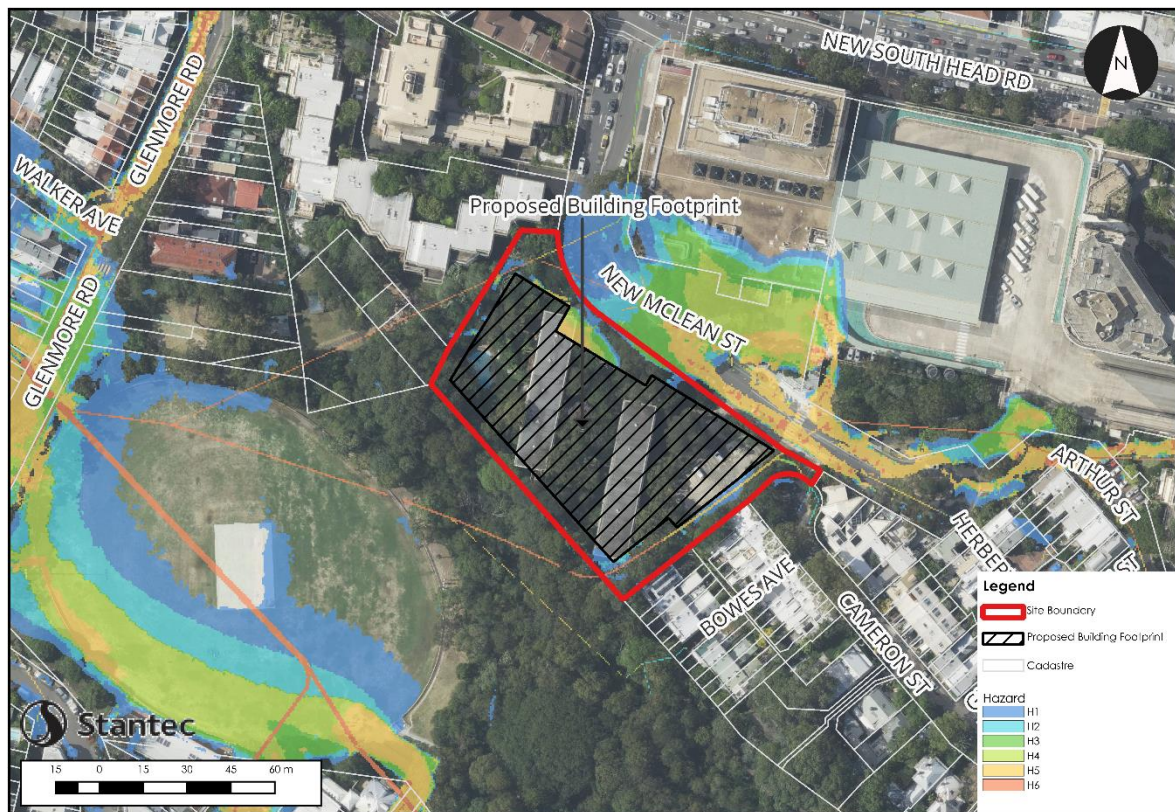 NEW SOUTH HEAD RD
N
GLENMORE RD
WALKER AVE
Proposed Building Footprint
NEW MCLEAN ST
GLENMORE RD
ARTHUR ST
HERBER
ST
BOWES AVE
CAMERON ST
Legend
Site Boundary
Proposed Building Footprint
Cadastre
Hazard
H1
H2
H3
H4
H5
H6
Stantec
15 0 15 30 45 60 m